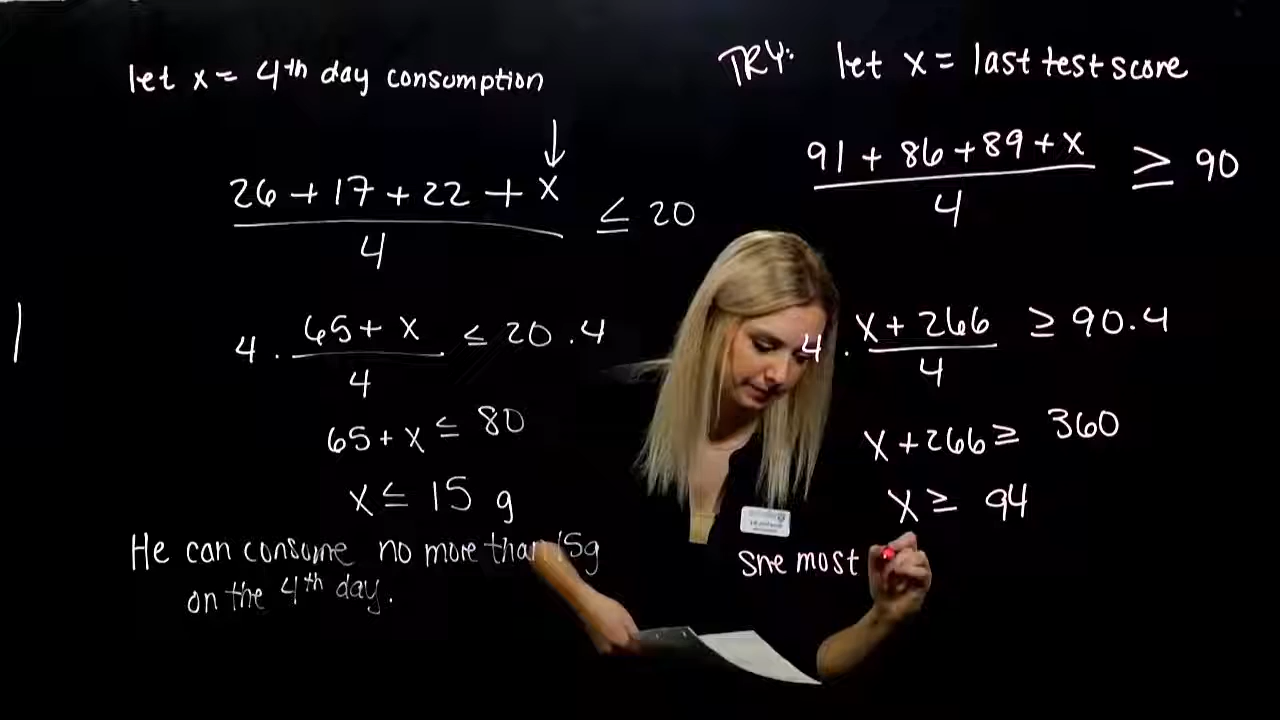 let x = 4th day consumption
26 + 17 + 22 + x
4
≤ 20
4 . 65 + x ≤ 20 . 4
4
65 + x ≤ 80
x ≤ 15 g
He can consume no more than 15g
on the 4th day.
TRY: let x = last test score
91 + 86 + 89 + x
4
≥ 90
4 . x + 266 ≥ 90 . 4
4
x + 266 ≥ 360
x ≥ 94
She most